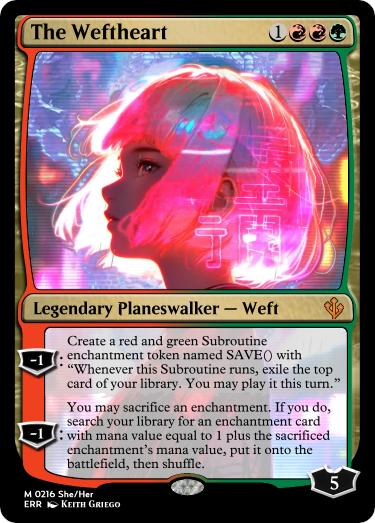 The Weftheart 1
Legendary Planeswalker — Weft
Create a red and green Subroutine
enchantment token named SAVE() with
-1 : “Whenever this Subroutine runs, exile the top
card of your library. You may play it this turn.”
You may sacrifice an enchantment. If you do,
search your library for an enchantment card
-1 : with mana value equal to 1 plus the sacrificed
enchantment’s mana value, put it onto the
battlefield, then shuffle.
5
M 0216 She/Her
ERR Keith Griego